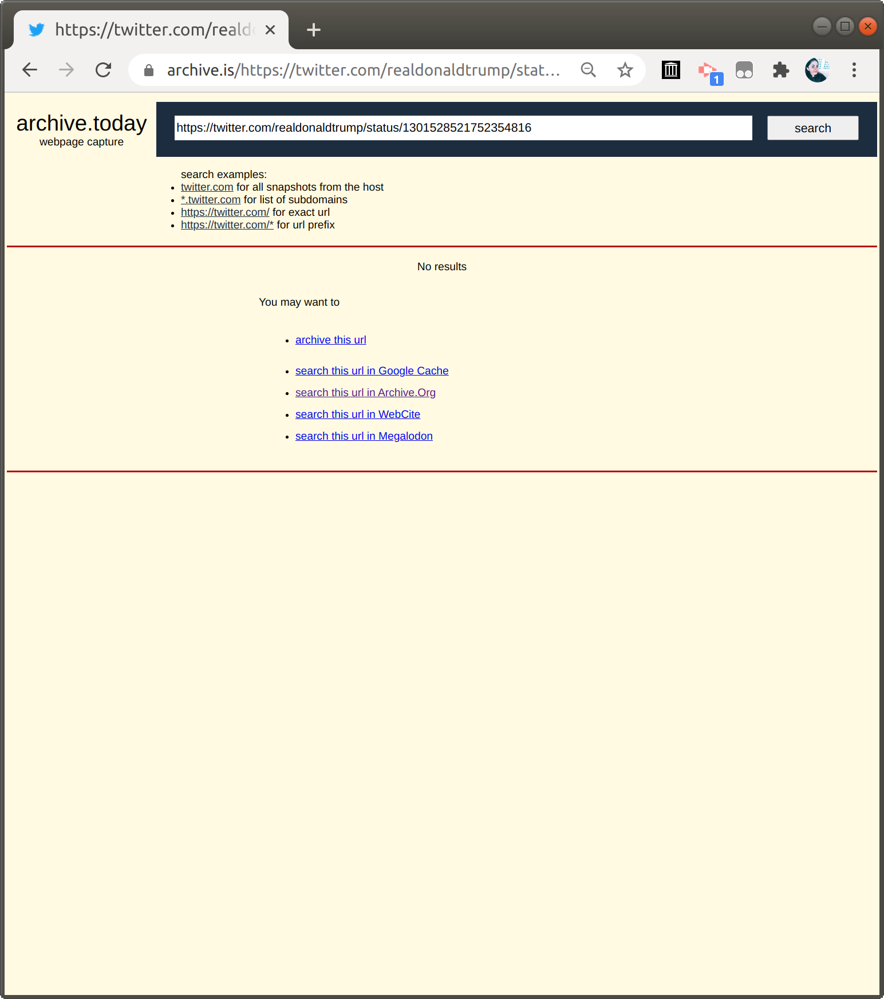 https://twitter.com/reald
archive.is/https://twitter.com/realdonaldtrump/stat...
1
archive.today
webpage capture
https://twitter.com/realdonaldtrump/status/1301528521752354816
search
search examples:
twitter.com for all snapshots from the host
*.twitter.com for list of subdomains
https://twitter.com/ for exact url
https://twitter.com/* for url prefix
No results
You may want to
archive this url
search this url in Google Cache
search this url in Archive.Org
search this url in WebCite
search this url in Megalodon